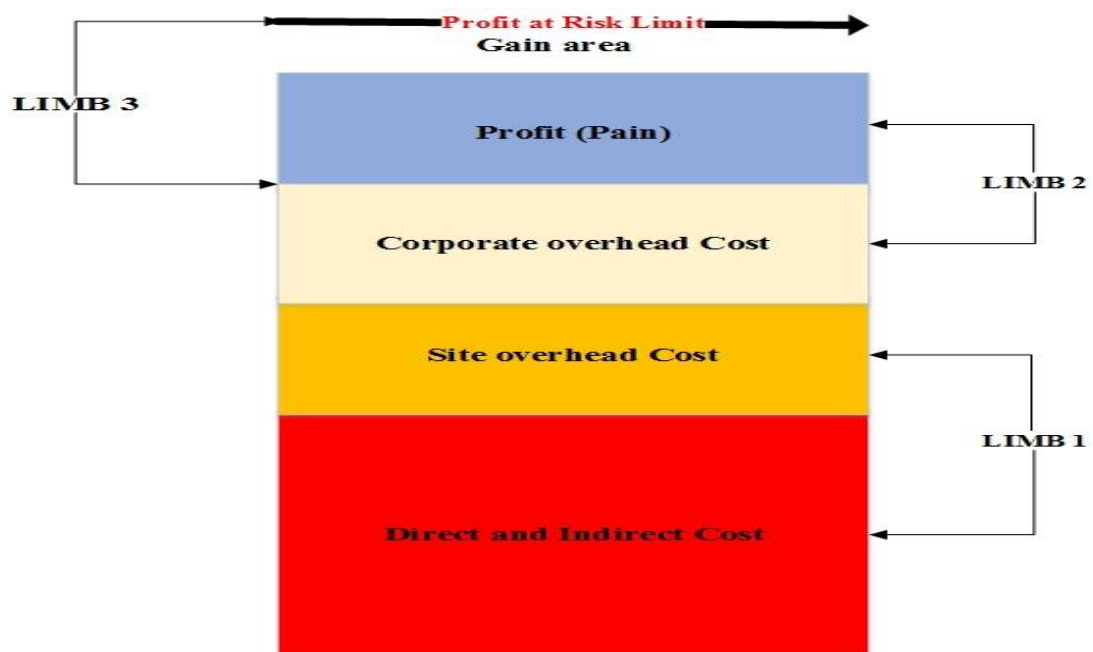 Profit at Risk Limit
Gain area
LIMB 3
Profit (Pain)
LIMB 2
Corporate overhead Cost
Site overhead Cost
LIMB 1
Direct and Indirect Cost